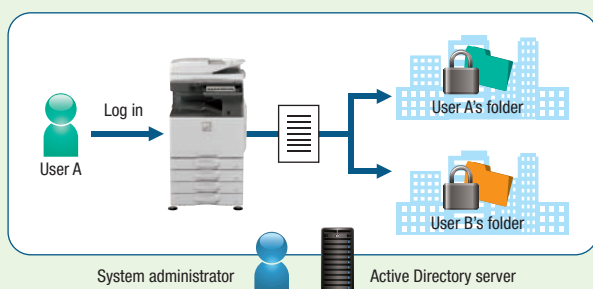 Log in
User A
User A's folder
User B's folder
System administrator
Active Directory server